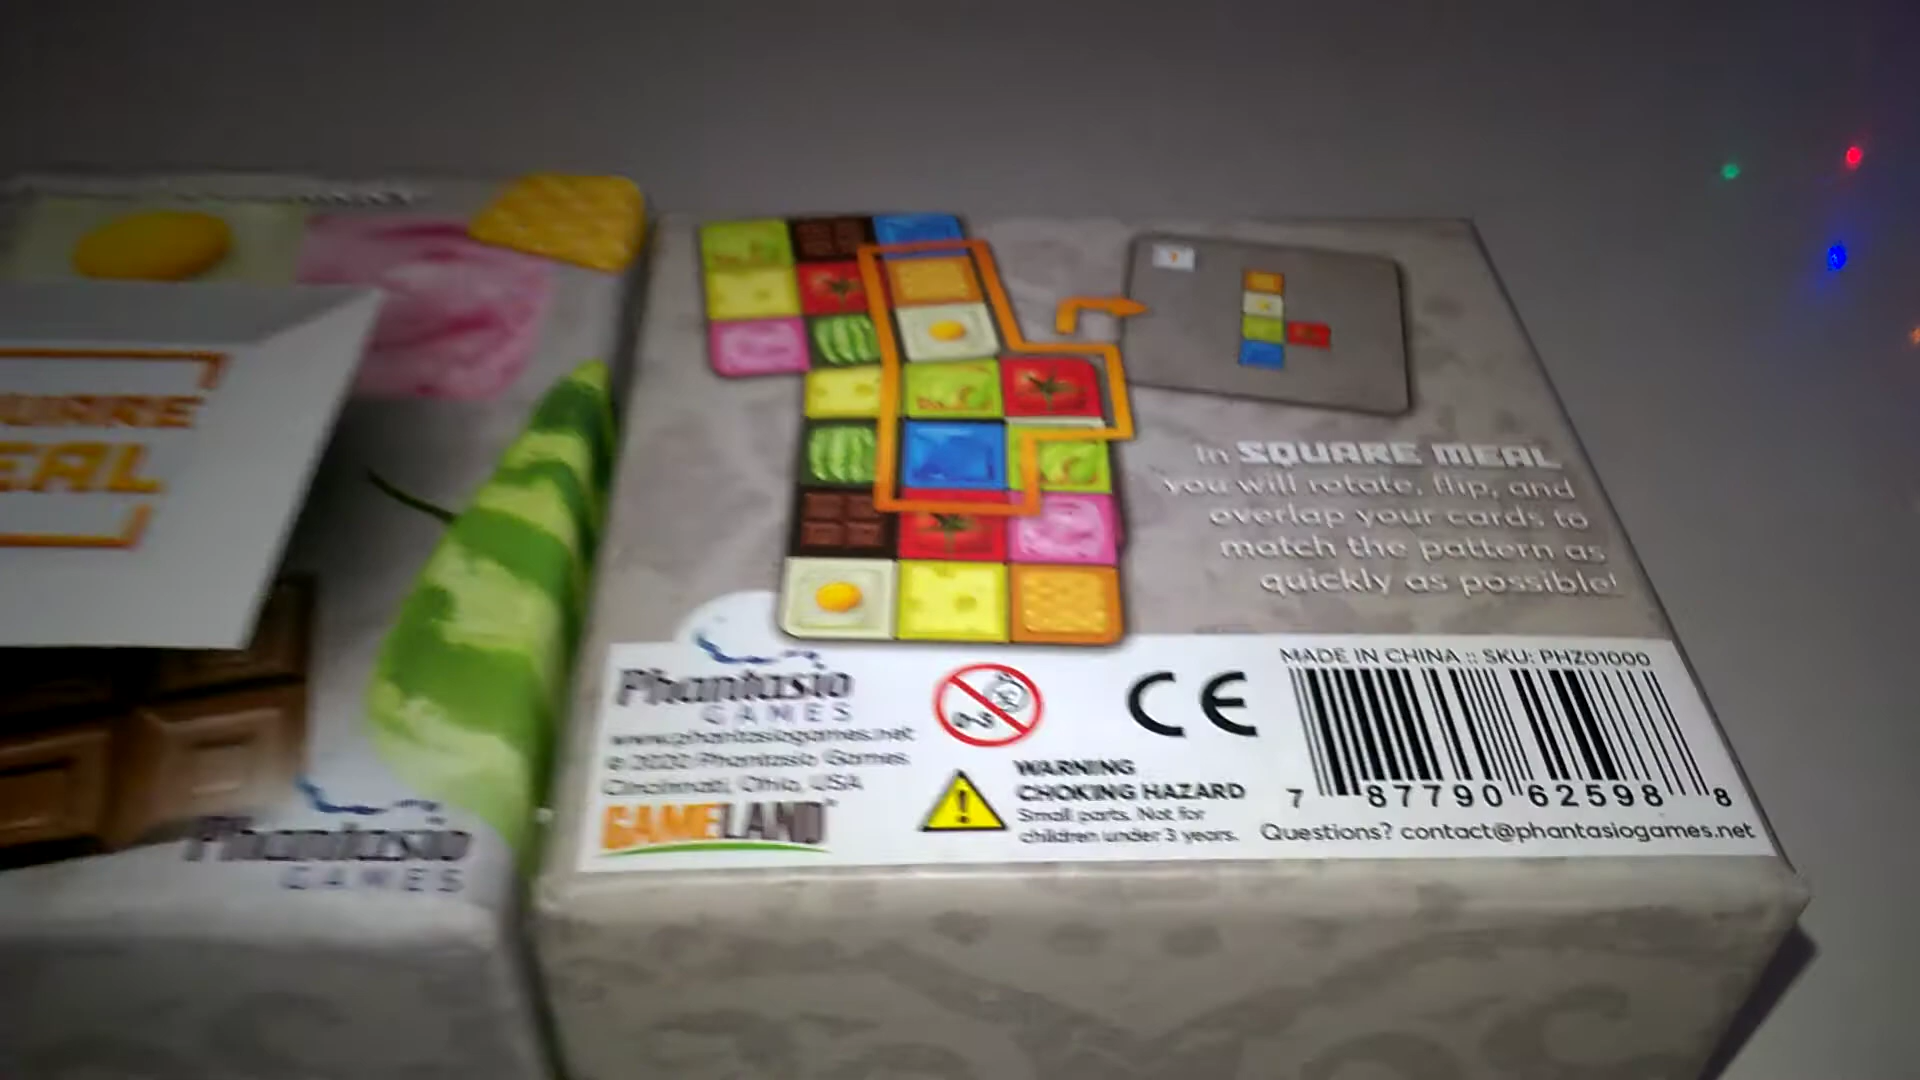 SQUARE
MEAL
Phantasio
GAMES
In SQUARE MEAL
you will rotate, flip, and
overlap your cards to
match the pattern as
quickly as possible!
Phantasio
GAMES
www.phantasiogames.net
Phantasio Games
Cincinnati, Ohio, USA
GAMELAND
0-3
CE
WARNING
CHOKING HAZARD
Small parts. Not for
children under 3 years.
MADE IN CHINA :: SKU: PHZ01000
7 87790 62598 8
Questions? contact@phantasiogames.net